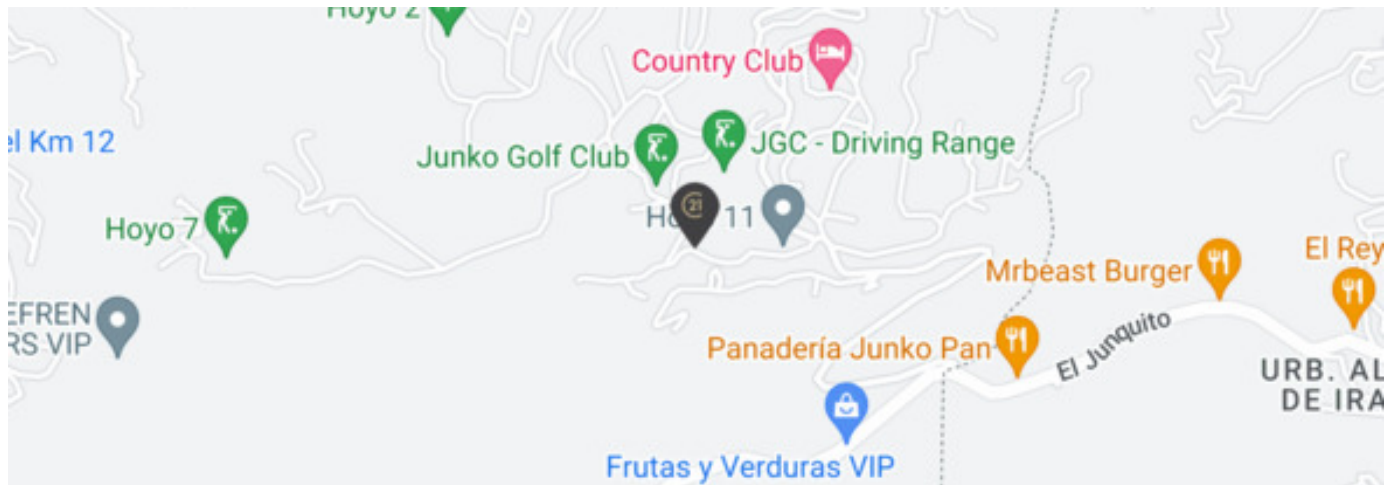 Hoyo 2
Country Club
el Km 12
Junko Golf Club
JGC - Driving Range
Hoyo 7
21
11
El Rey
Mrbeast Burger
EFREN
RS VIP
El Junquito
Panadería Junko Pan
URB. AL
DE IRA
Frutas y Verduras VIP